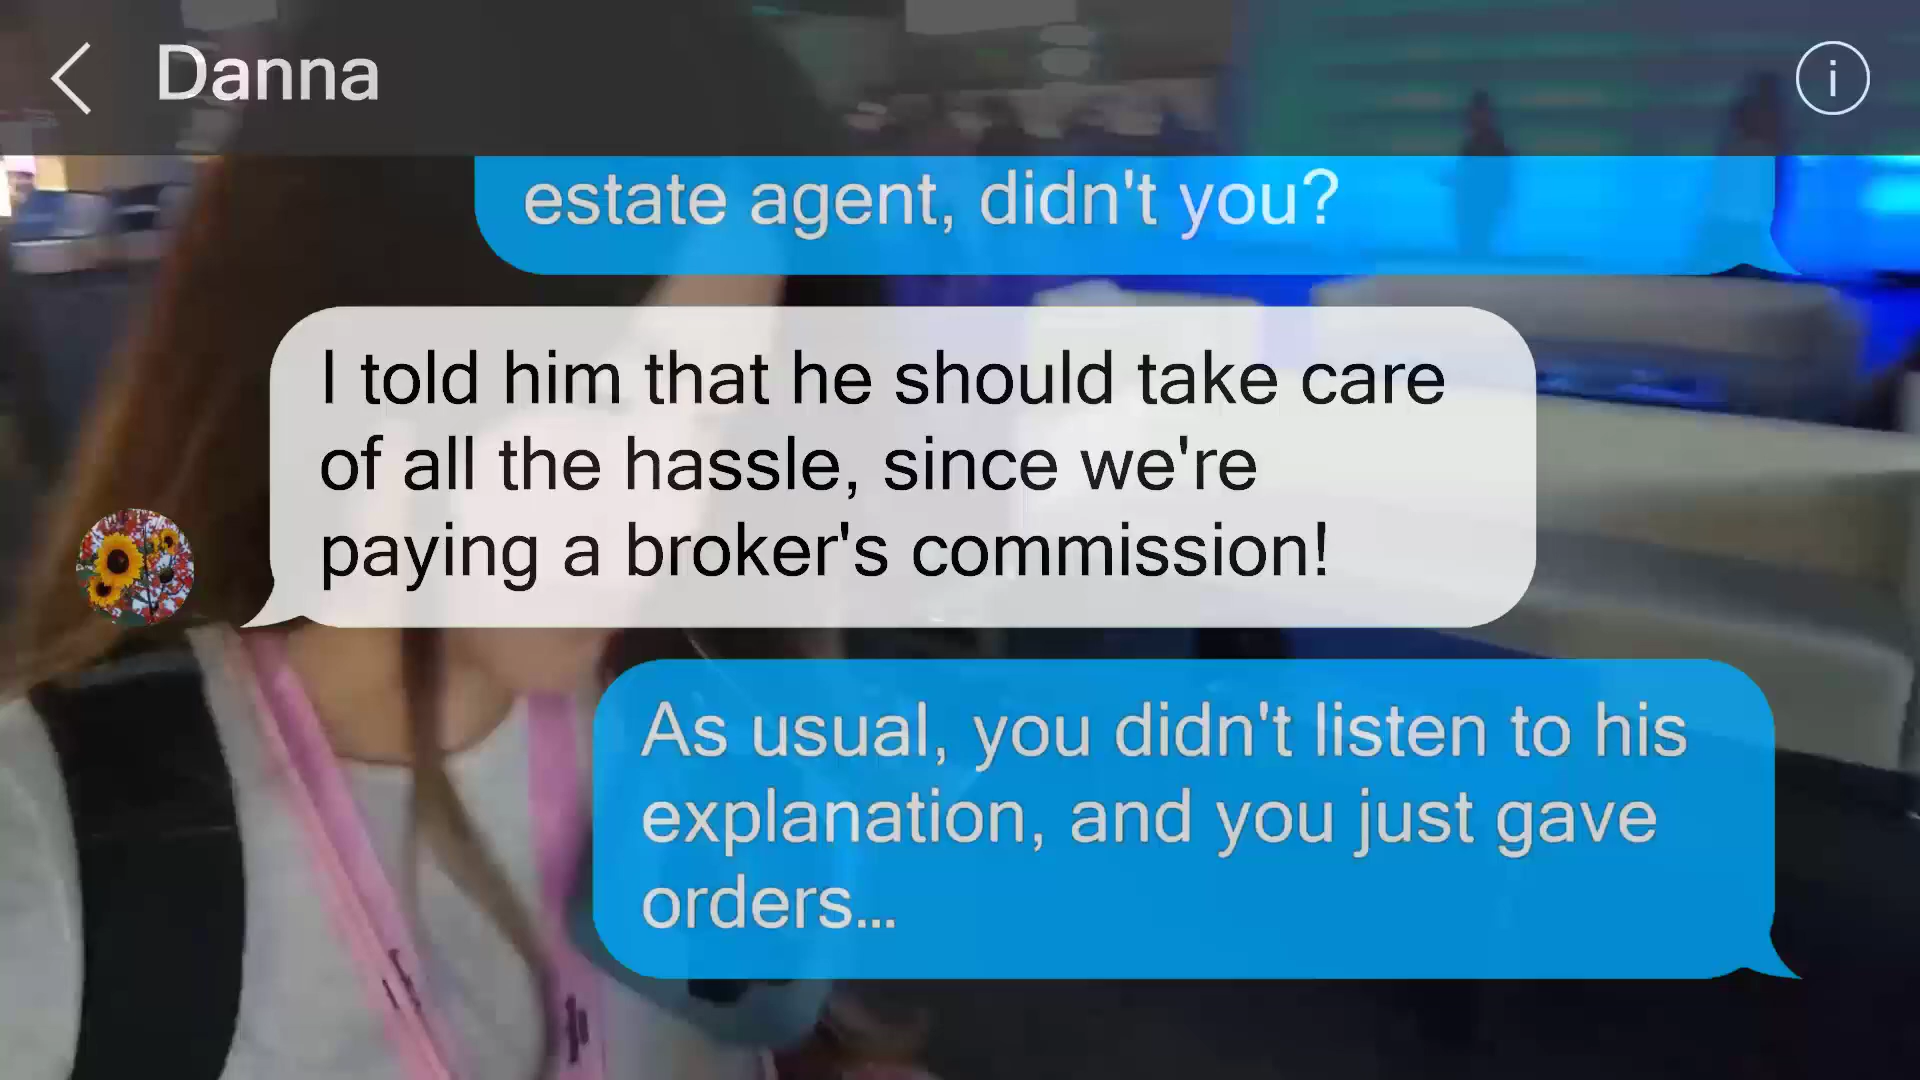 Danna
estate agent, didn't you?
I told him that he should take care
of all the hassle, since we're
paying a broker's commission!
As usual, you didn't listen to his
explanation, and you just gave
orders...